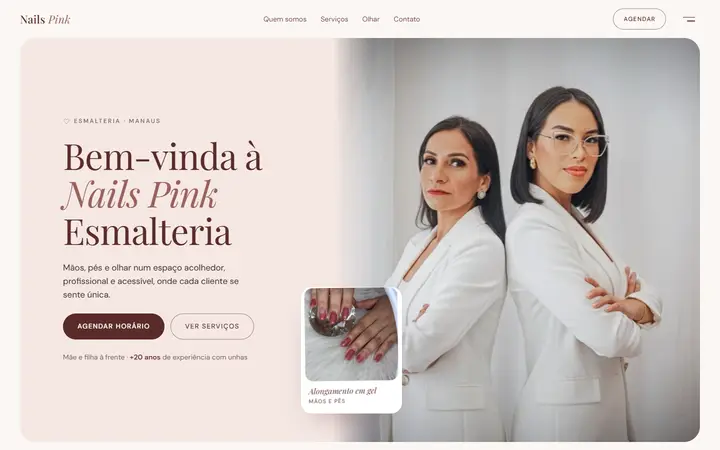 Nails Pink
Quem somos
Serviços
Olhar
Contato
AGENDAR
ESMALTERIA · MANAUS
Bem-vinda à
Nails Pink
Esmalteria
Mãos, pés e olhar num espaço acolhedor,
profissional e acessível, onde cada cliente se
sente única.
AGENDAR HORÁRIO
VER SERVIÇOS
Mãe e filha à frente · +20 anos de experiência com unhas
Alongamento em gel
MÃOS E PÉS